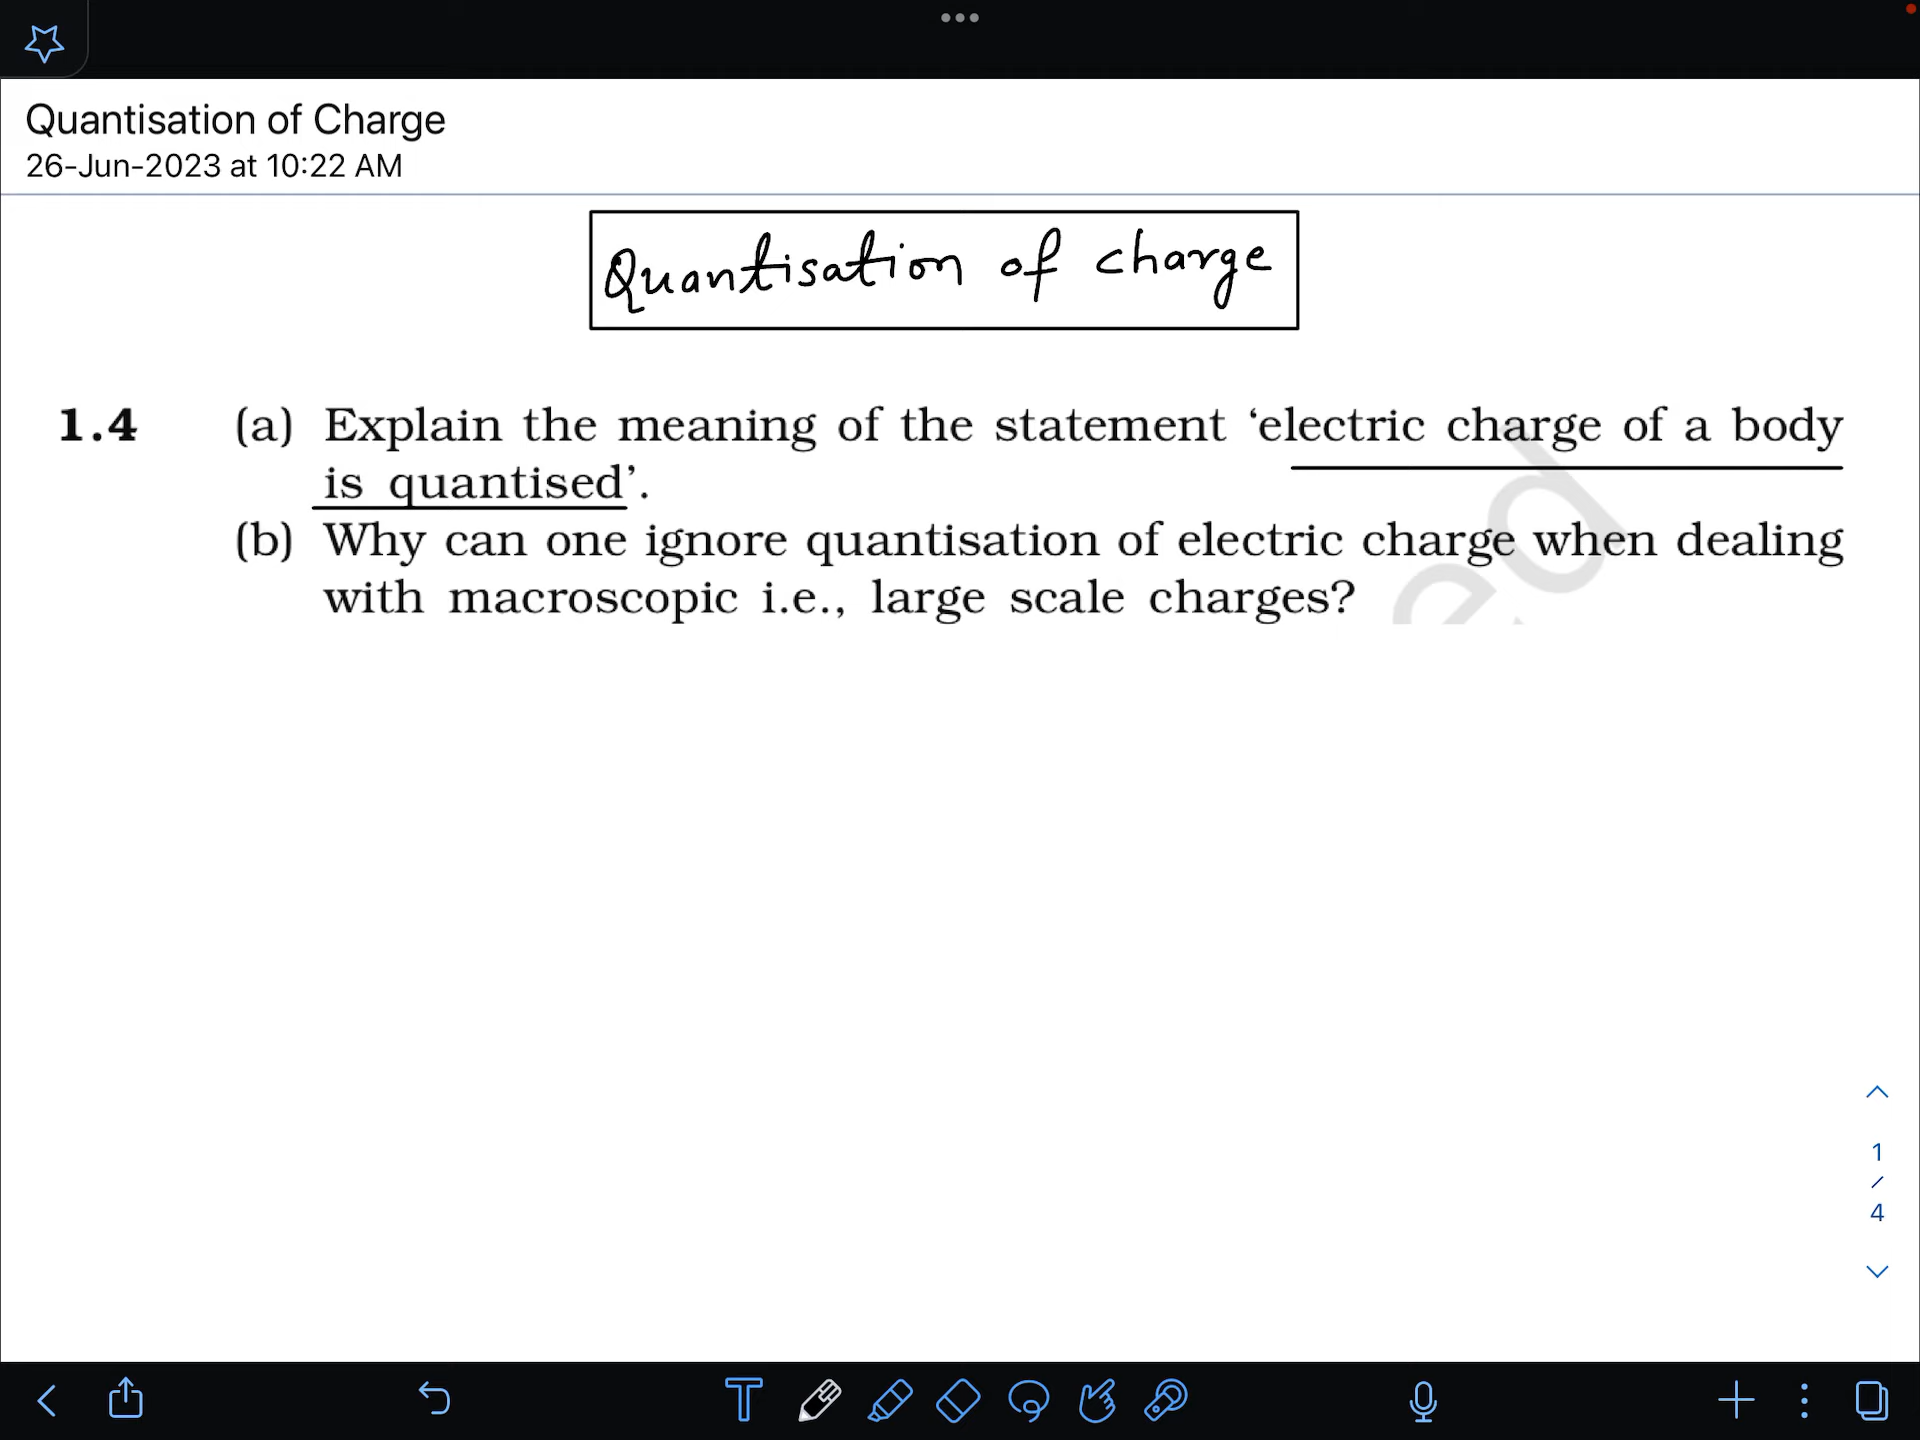 Quantisation of Charge
26-Jun-2023 at 10:22 AM
Quantisation of charge
1.4 (a) Explain the meaning of the statement ‘electric charge of a body
is quantised’.
(b) Why can one ignore quantisation of electric charge when dealing
with macroscopic i.e., large scale charges?
ed
1
/
4
T